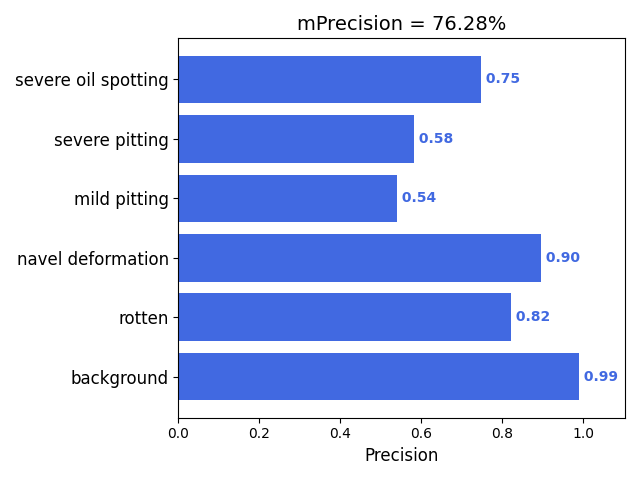 mPrecision = 76.28%
severe oil spotting 0.75
severe pitting 0.58
mild pitting 0.54
navel deformation 0.90
rotten 0.82
background 0.99
0.0 0.2 0.4 0.6 0.8 1.0
Precision